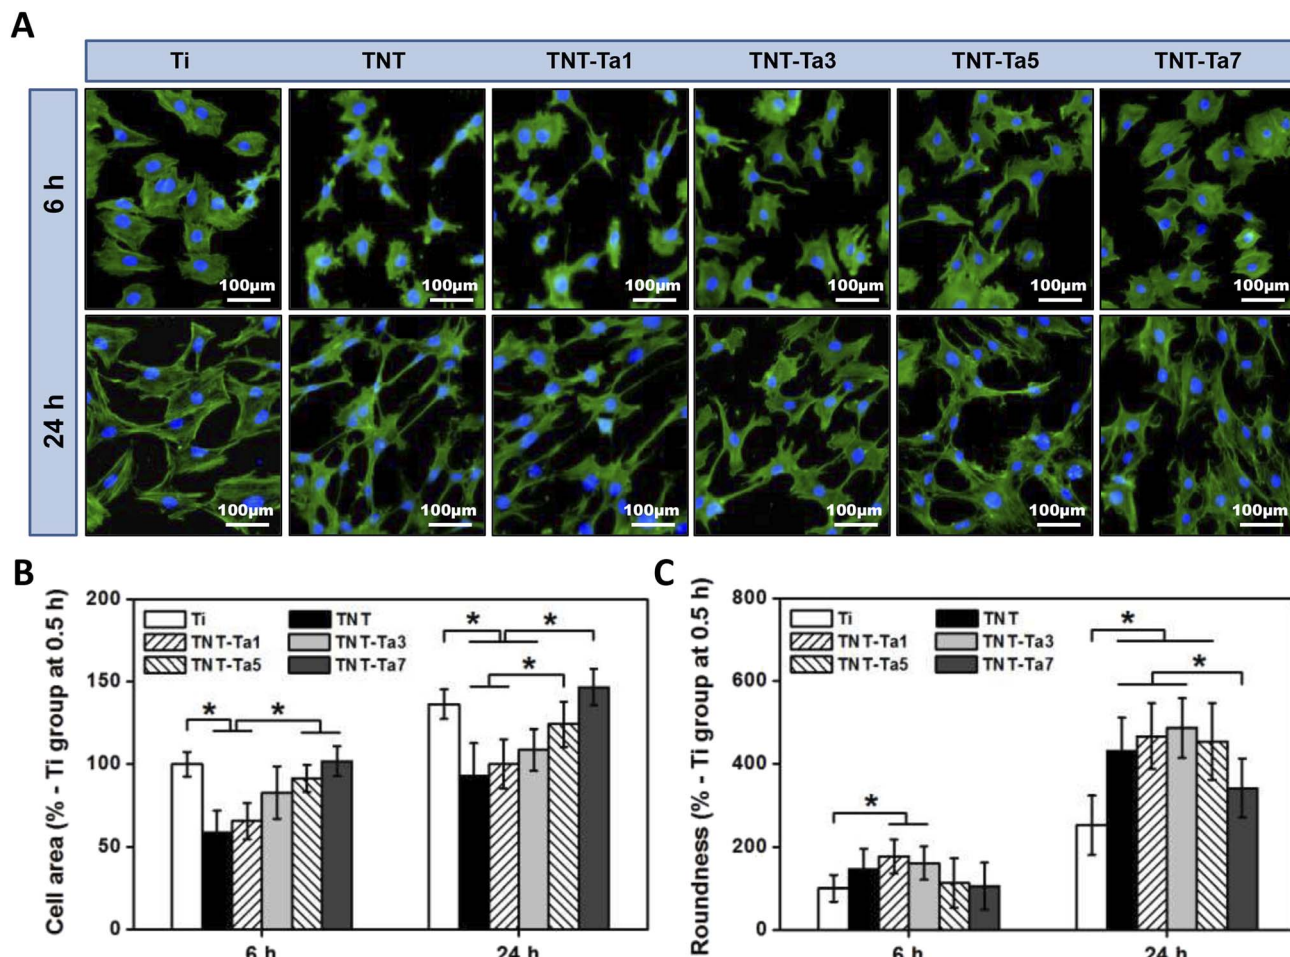 A
Ti TNT TNT-Ta1 TNT-Ta3 TNT-Ta5 TNT-Ta7
6 h
100µm 100µm 100µm 100µm 100µm 100µm
24 h
100µm 100µm 100µm 100µm 100µm 100µm
B
Cell area (% - Ti group at 0.5 h)
200
150
100
50
0
Ti TNT
TNT-Ta1 TNT-Ta3
TNT-Ta5 TNT-Ta7
* *
*
* *
6 h 24 h
C
Roundness (% - Ti group at 0.5 h)
800
600
400
200
0
Ti TNT
TNT-Ta1 TNT-Ta3
TNT-Ta5 TNT-Ta7
*
*
*
6 h 24 h